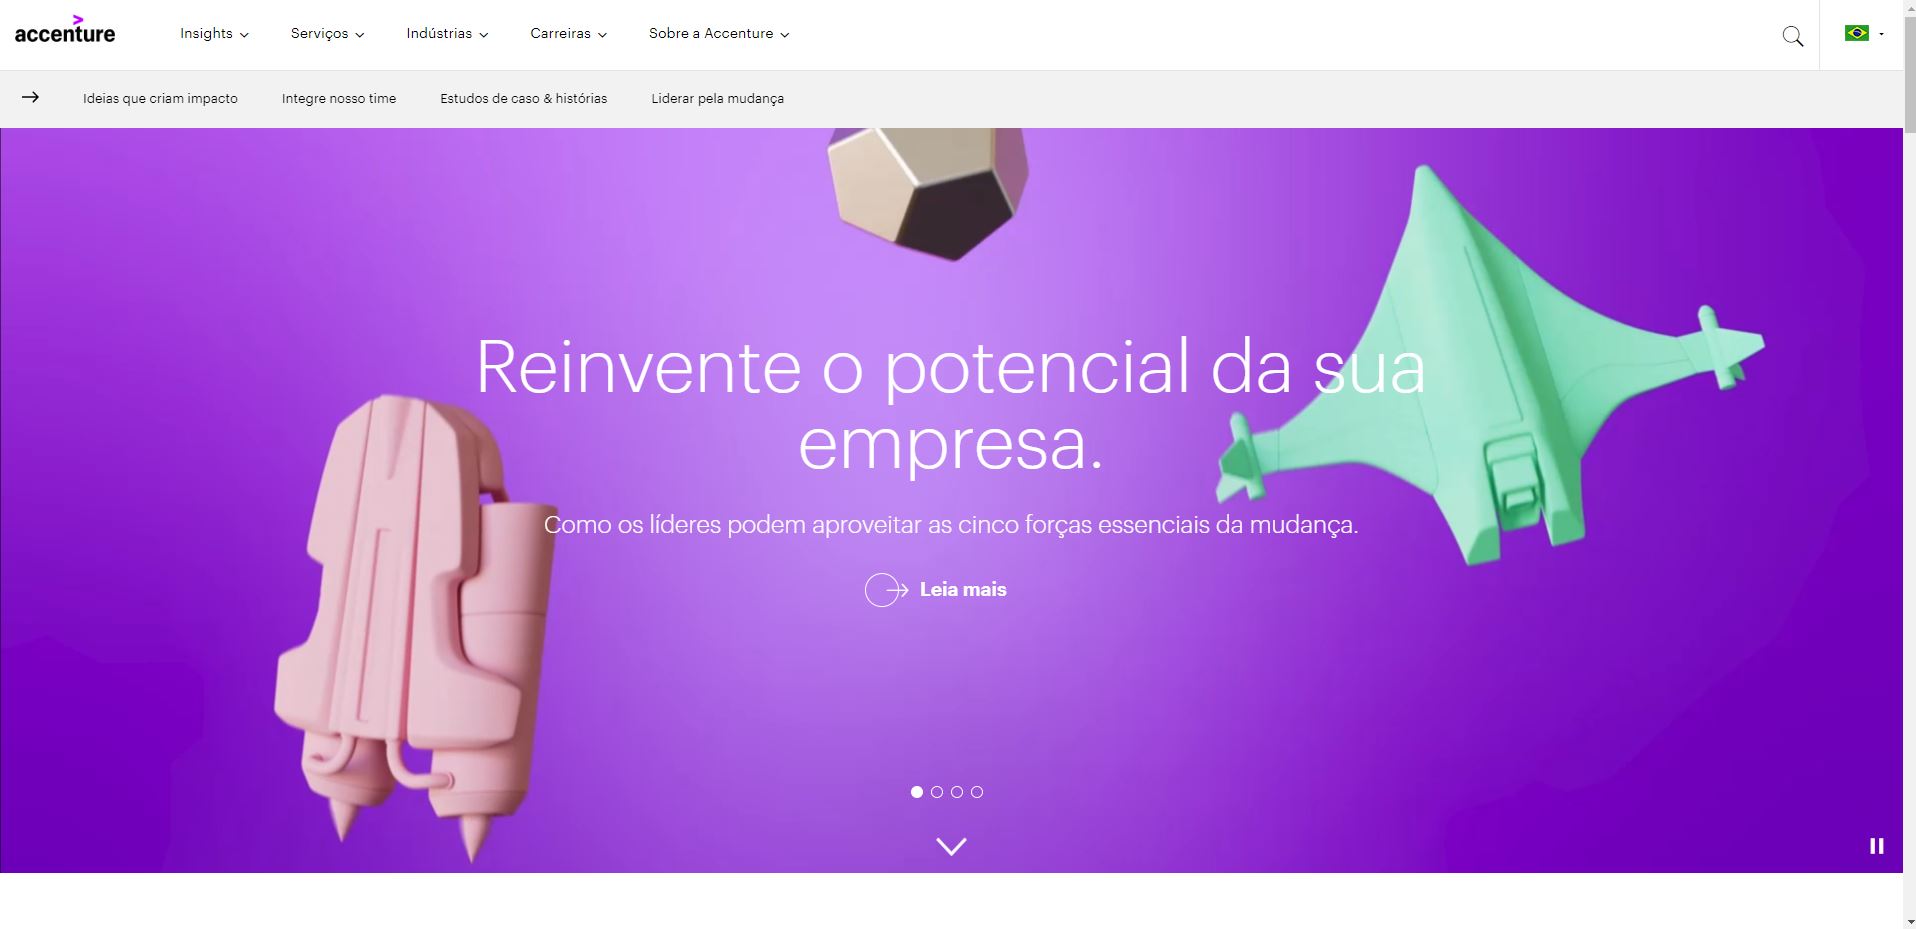 accenture
Insights
Serviços
Indústrias
Carreiras
Sobre a Accenture
Ideias que criam impacto
Integre nosso time
Estudos de caso & histórias
Liderar pela mudança
Reinvente o potencial da sua
empresa.
Como os líderes podem aproveitar as cinco forças essenciais da mudança.
Leia mais